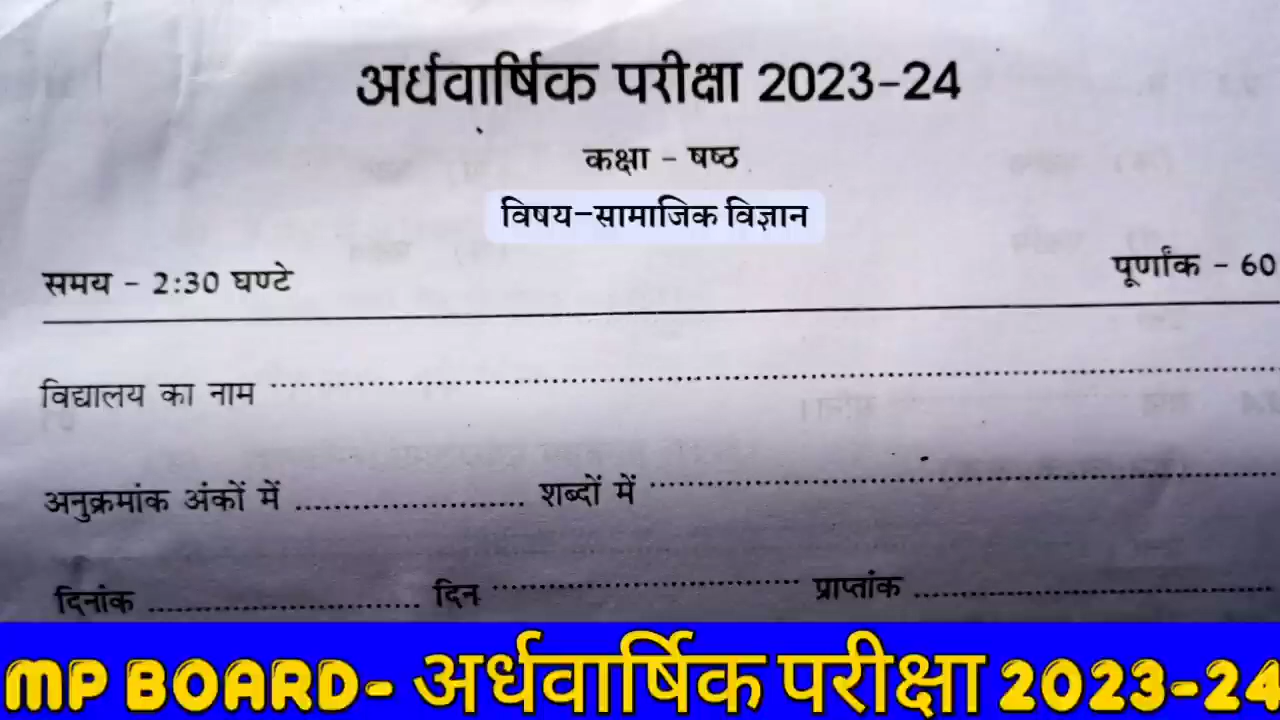 अर्धवार्षिक परीक्षा 2023-24
कक्षा - षष्ठ
विषय-सामाजिक विज्ञान
समय - 2:30 घण्टे पूर्णांक - 60
विद्यालय का नाम ........................................
अनुक्रमांक अंकों में ........................ शब्दों में ........................................
दिनांक ............................ दिन ............................ प्राप्तांक ............................
MP BOARD- अर्धवार्षिक परीक्षा 2023-24